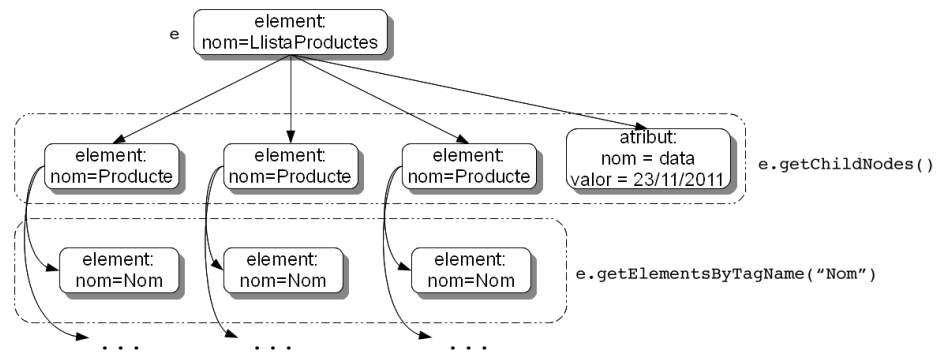 e
element:
nom=LlistaProductes
element:
nom=Producte
element:
nom=Producte
element:
nom=Producte
atribut:
nom = data
valor = 23/11/2011
e.getChildNodes()
element:
nom=Nom
element:
nom=Nom
element:
nom=Nom
e.getElementsByTagName(“Nom”)
. . .
. . .
. . .